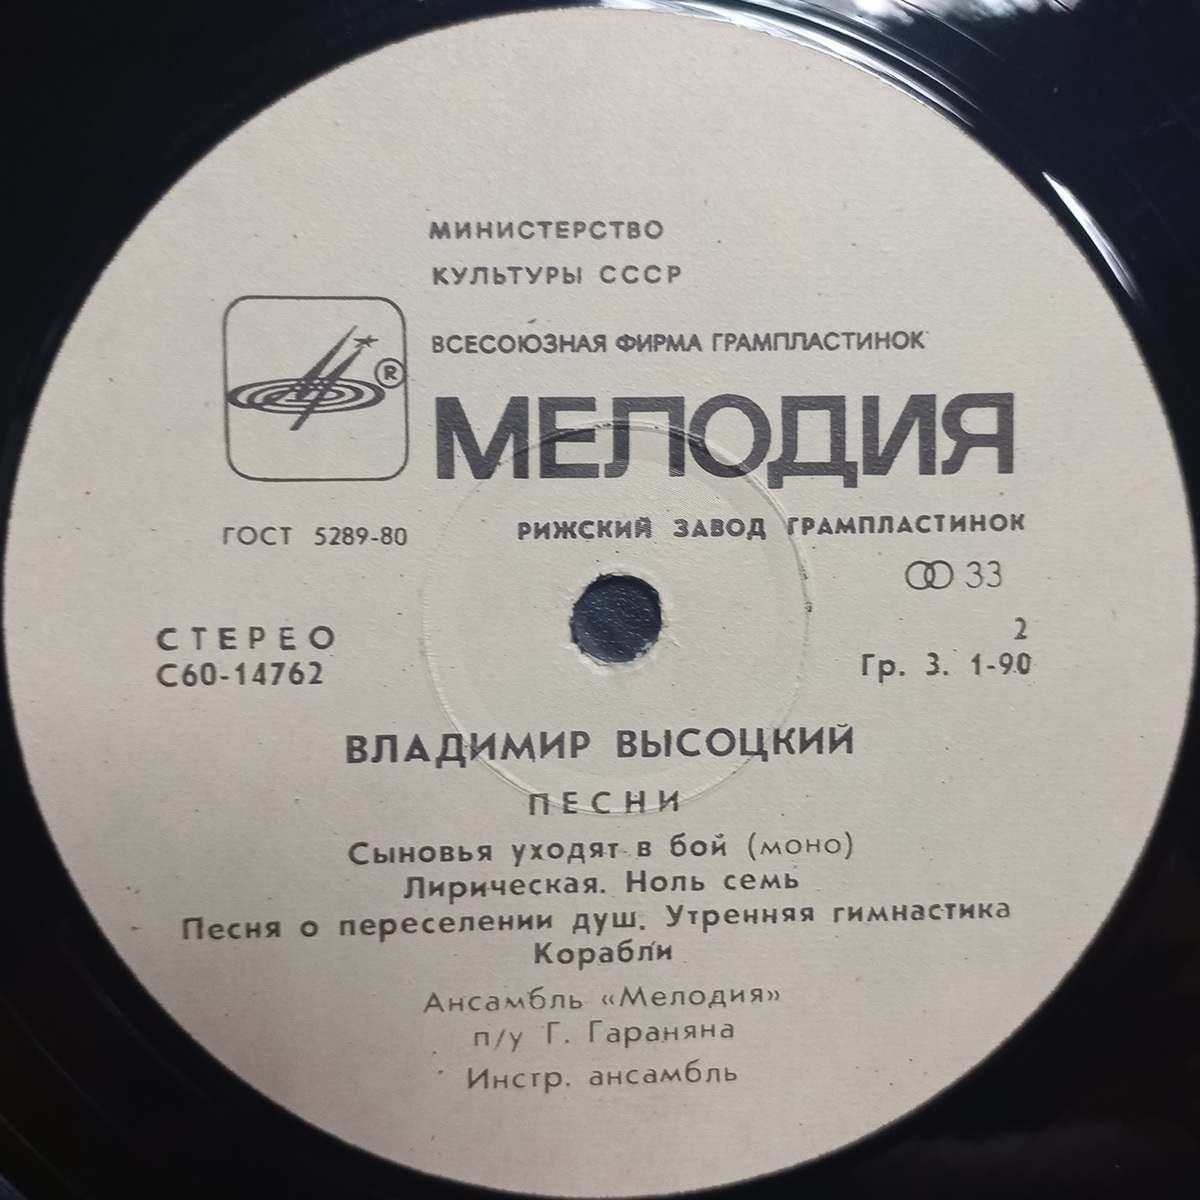 МИНИСТЕРСТВО
КУЛЬТУРЫ СССР
ВСЕСОЮЗНАЯ ФИРМА ГРАМПЛАСТИНОК
®
МЕЛОДИЯ
ГОСТ 5289-80
РИЖСКИЙ ЗАВОД ГРАМПЛАСТИНОК
33
СТЕРЕО
2
С60-14762
Гр. 3. 1-90
ВЛАДИМИР ВЫСОЦКИЙ
ПЕСНИ
Сыновья уходят в бой (моно)
Лирическая. Ноль семь
Песня о переселении душ. Утренняя гимнастика
Корабли
Ансамбль «Мелодия»
п/у Г. Гараняна
Инстр. ансамбль